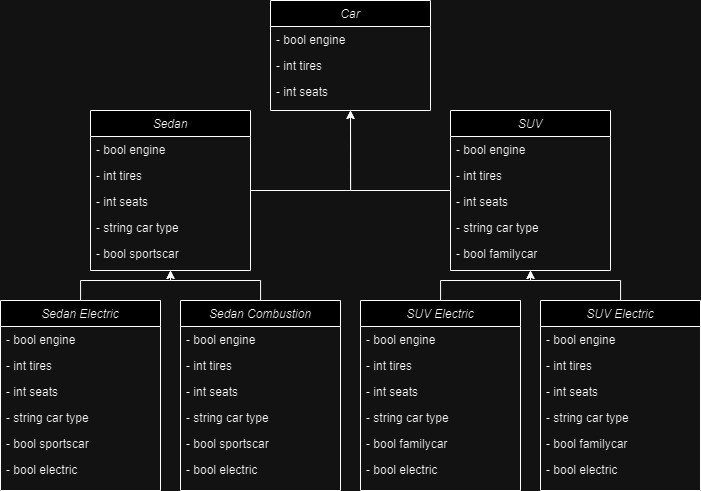 Car
- bool engine
- int tires
- int seats
Sedan
- bool engine
- int tires
- int seats
- string car type
- bool sportscar
SUV
- bool engine
- int tires
- int seats
- string car type
- bool familycar
Sedan Electric
- bool engine
- int tires
- int seats
- string car type
- bool sportscar
- bool electric
Sedan Combustion
- bool engine
- int tires
- int seats
- string car type
- bool sportscar
- bool electric
SUV Electric
- bool engine
- int tires
- int seats
- string car type
- bool familycar
- bool electric
SUV Electric
- bool engine
- int tires
- int seats
- string car type
- bool familycar
- bool electric